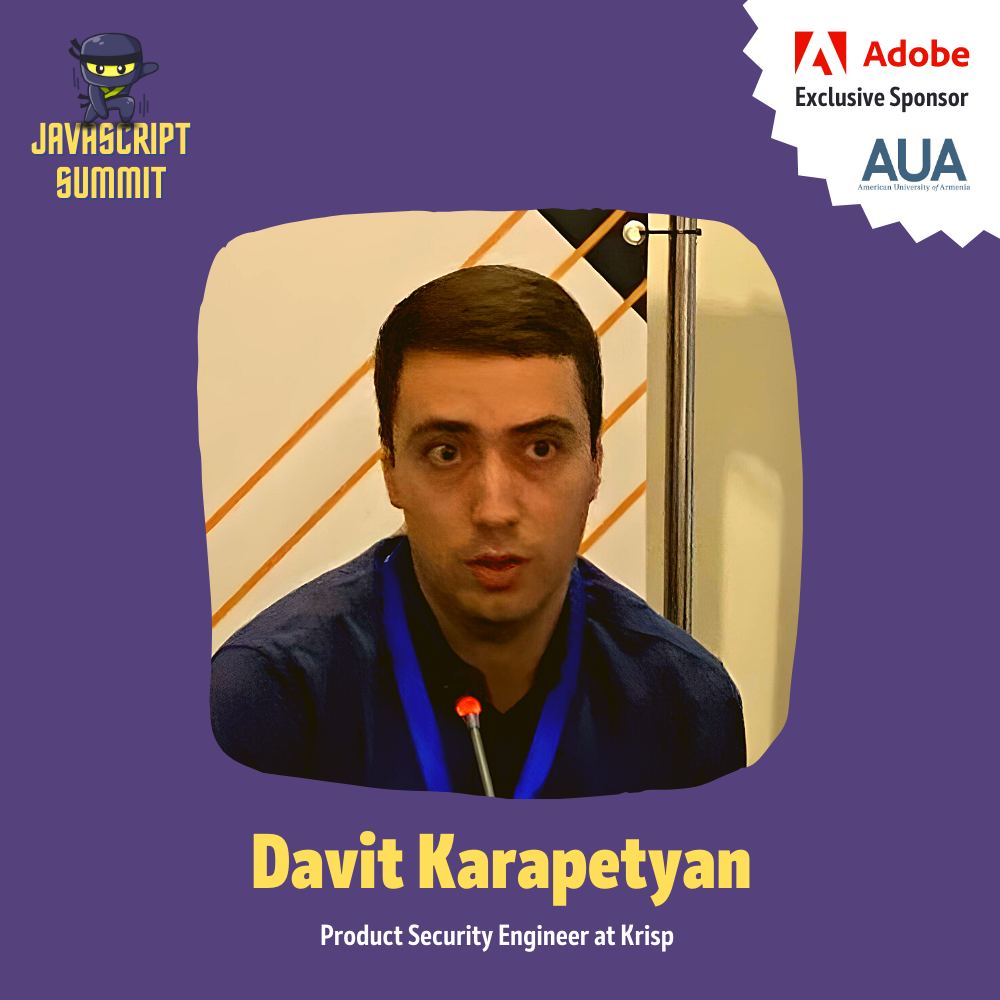 JAVASCRIPT
SUMMIT
Adobe
Exclusive Sponsor
AUA
American University of Armenia
Davit Karapetyan
Product Security Engineer at Krisp